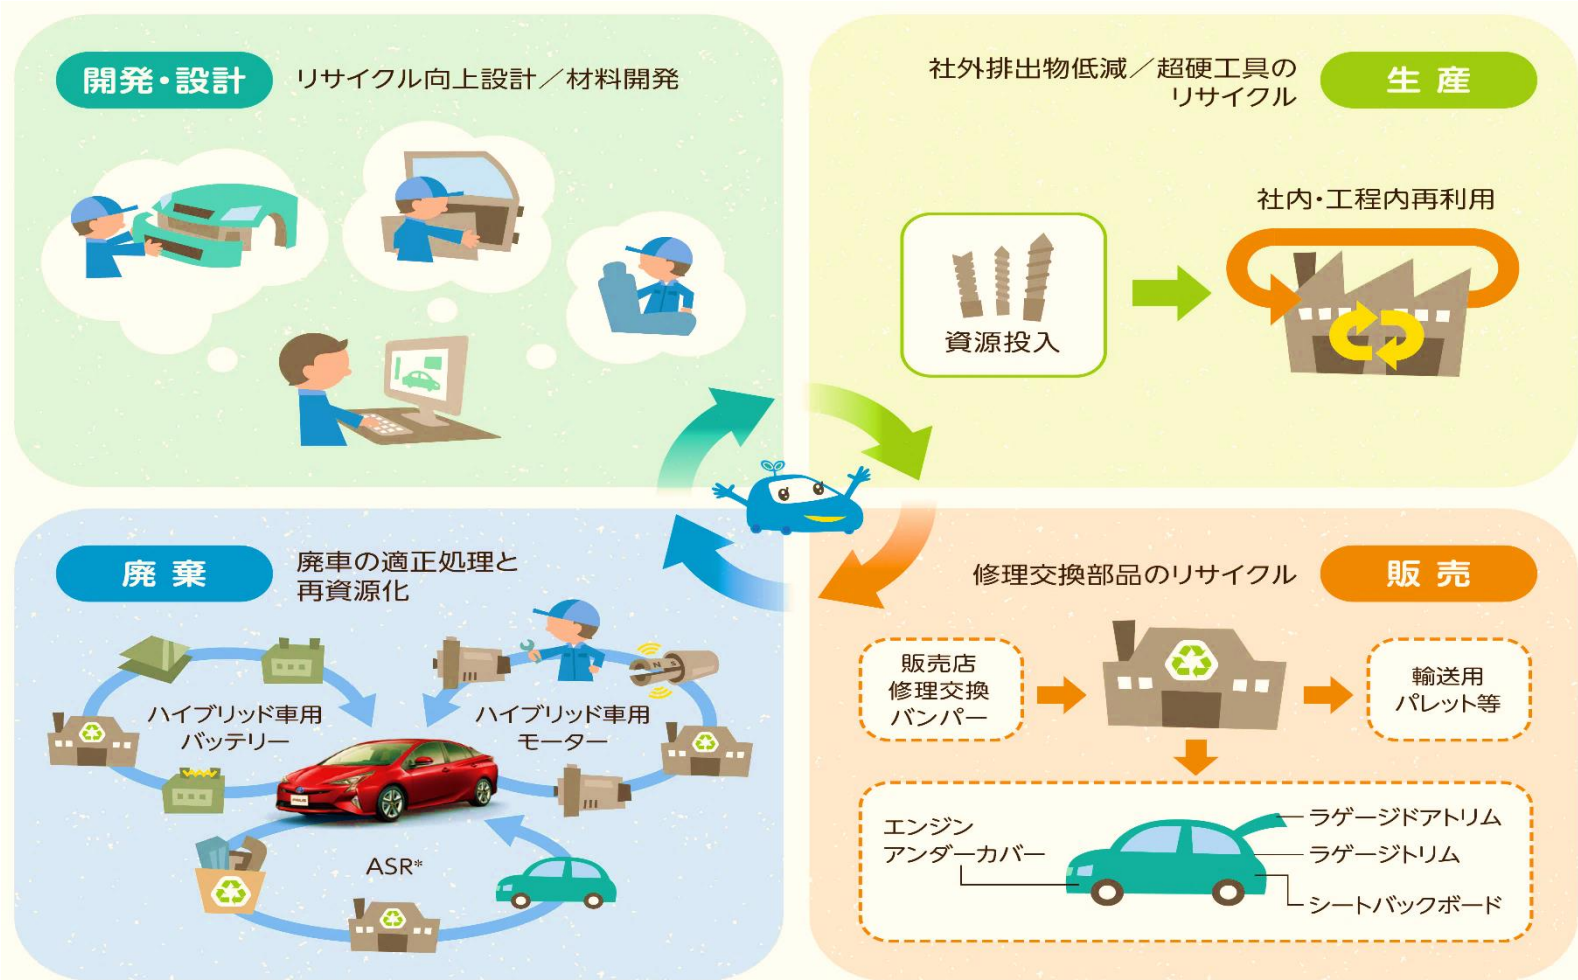 開発・設計
リサイクル向上設計／材料開発
社外排出物低減／超硬工具の
リサイクル
生産
資源投入
社内・工程内再利用
廃棄
廃車の適正処理と
再資源化
ハイブリッド車用
バッテリー
ハイブリッド車用
モーター
N
ASR*
修理交換部品のリサイクル
販売
販売店
修理交換
バンパー
輸送用
パレット等
エンジン
アンダーカバー
ラゲージドアトリム
ラゲージトリム
シートバックボード